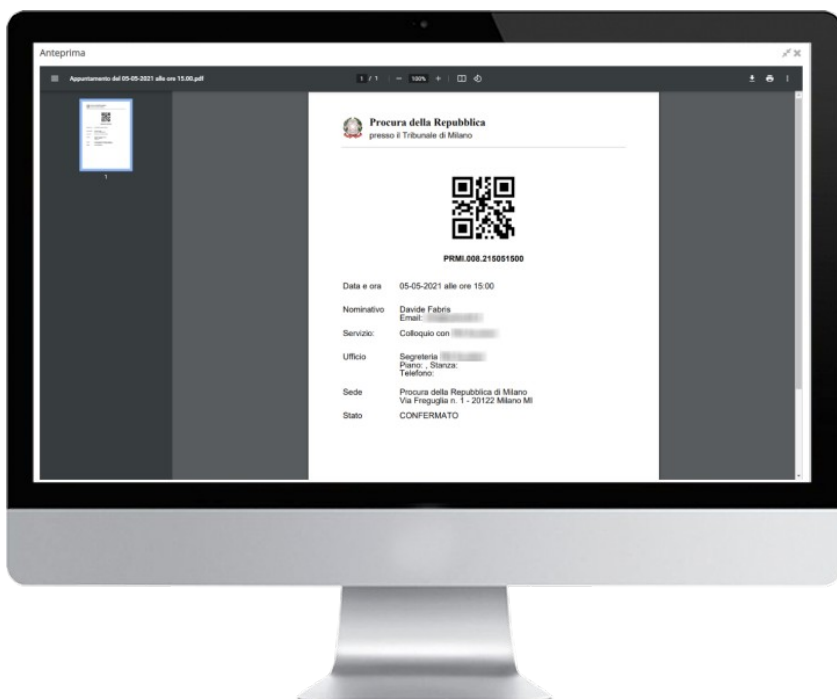 Anteprima
Appuntamento del 05-05-2021 alle ore 15.00.pdf
1 / 1
100%
Procura della Repubblica
presso il Tribunale di Milano
1
PRMI.008.215051500
Data e ora 05-05-2021 alle ore 15:00
Nominativo Davide Fabris
Email:
Servizio: Colloquio con
Ufficio Segreteria
Piano: , Stanza:
Telefono:
Sede Procura della Repubblica di Milano
Via Freguglia n. 1 - 20122 Milano MI
Stato CONFERMATO